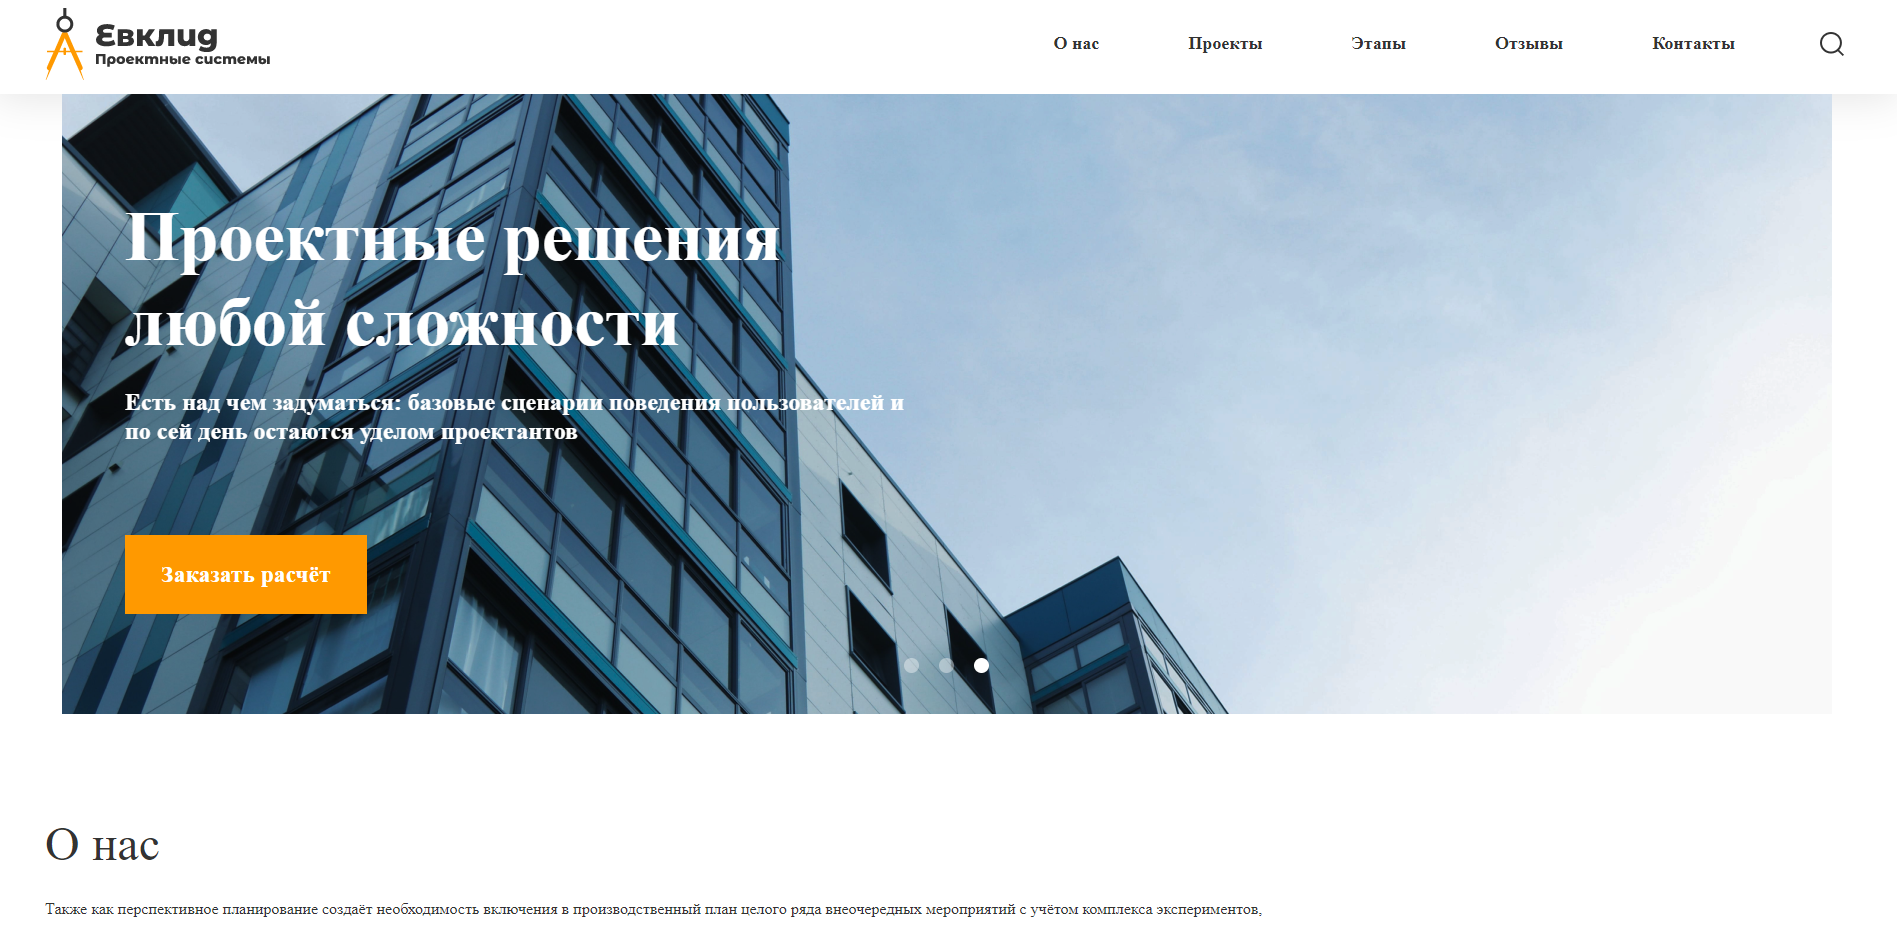 Евклид
Проектные системы
О нас
Проекты
Этапы
Отзывы
Контакты
Проектные решения
любой сложности
Есть над чем задуматься: базовые сценарии поведения пользователей и
по сей день остаются уделом проектантов
Заказать расчёт
О нас
Также как перспективное планирование создаёт необходимость включения в производственный план целого ряда внеочередных мероприятий с учётом комплекса экспериментов,